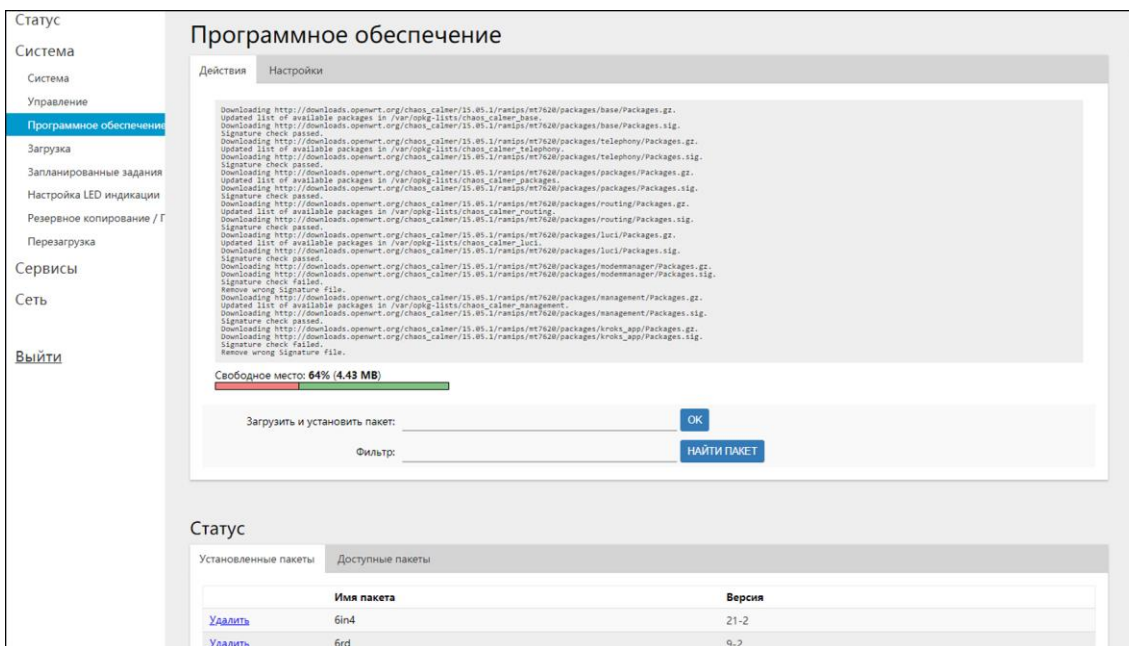 Статус
Система
Система
Управление
Программное обеспечение
Загрузка
Запланированные задания
Настройка LED индикации
Резервное копирование / П
Перезагрузка
Сервисы
Сеть
Выйти
Программное обеспечение
Действия Настройки
Downloading http://downloads.openwrt.org/chaos_calmer/15.05.1/ramips/mt7620/packages/base/Packages.gz.
Updated list of available packages in /var/opkg-lists/chaos_calmer_base.
Downloading http://downloads.openwrt.org/chaos_calmer/15.05.1/ramips/mt7620/packages/base/Packages.sig.
Signature check passed.
Downloading http://downloads.openwrt.org/chaos_calmer/15.05.1/ramips/mt7620/packages/telephony/Packages.gz.
Updated list of available packages in /var/opkg-lists/chaos_calmer_telephony.
Downloading http://downloads.openwrt.org/chaos_calmer/15.05.1/ramips/mt7620/packages/telephony/Packages.sig.
Signature check passed.
Downloading http://downloads.openwrt.org/chaos_calmer/15.05.1/ramips/mt7620/packages/packages/Packages.gz.
Updated list of available packages in /var/opkg-lists/chaos_calmer_packages.
Downloading http://downloads.openwrt.org/chaos_calmer/15.05.1/ramips/mt7620/packages/packages/Packages.sig.
Signature check passed.
Downloading http://downloads.openwrt.org/chaos_calmer/15.05.1/ramips/mt7620/packages/routing/Packages.gz.
Updated list of available packages in /var/opkg-lists/chaos_calmer_routing.
Downloading http://downloads.openwrt.org/chaos_calmer/15.05.1/ramips/mt7620/packages/routing/Packages.sig.
Signature check passed.
Downloading http://downloads.openwrt.org/chaos_calmer/15.05.1/ramips/mt7620/packages/luci/Packages.gz.
Updated list of available packages in /var/opkg-lists/chaos_calmer_luci.
Downloading http://downloads.openwrt.org/chaos_calmer/15.05.1/ramips/mt7620/packages/luci/Packages.sig.
Signature check passed.
Downloading http://downloads.openwrt.org/chaos_calmer/15.05.1/ramips/mt7620/packages/modemmanager/Packages.gz.
Downloading http://downloads.openwrt.org/chaos_calmer/15.05.1/ramips/mt7620/packages/modemmanager/Packages.sig.
Signature check failed.
Remove wrong Signature file.
Downloading http://downloads.openwrt.org/chaos_calmer/15.05.1/ramips/mt7620/packages/management/Packages.gz.
Updated list of available packages in /var/opkg-lists/chaos_calmer_management.
Downloading http://downloads.openwrt.org/chaos_calmer/15.05.1/ramips/mt7620/packages/management/Packages.sig.
Signature check passed.
Downloading http://downloads.openwrt.org/chaos_calmer/15.05.1/ramips/mt7620/packages/kroks_app/Packages.gz.
Downloading http://downloads.openwrt.org/chaos_calmer/15.05.1/ramips/mt7620/packages/kroks_app/Packages.sig.
Signature check failed.
Remove wrong Signature file.
Свободное место: 64% (4.43 MB)
Загрузить и установить пакет: OK
Фильтр: НАЙТИ ПАКЕТ
Статус
Установленные пакеты Доступные пакеты
Имя пакета Версия
Удалить 6in4 21-2
Удалить 6rd 9-2